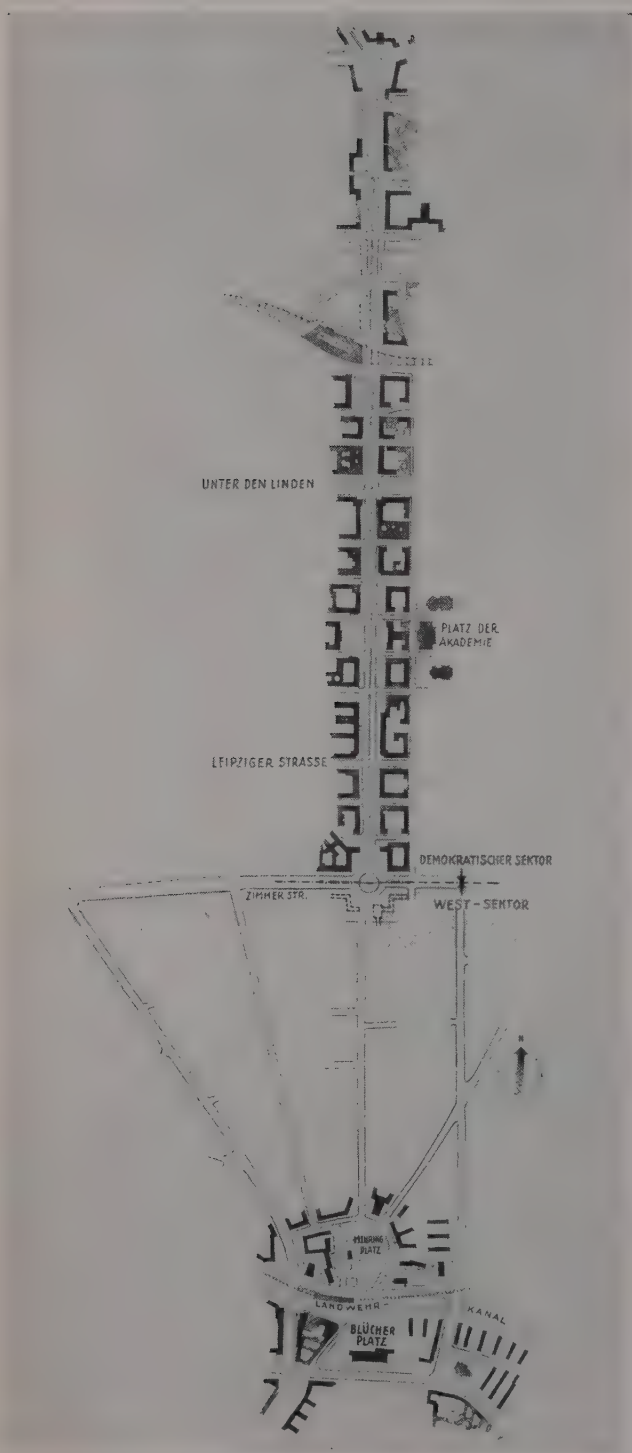 UNTER DEN LINDEN
PLATZ DER
AKADEMIE
LEIPZIGER STRASSE
DEMOKRATISCHER SEKTOR
ZIMMER STR.
WEST-SEKTOR
N
MEHRING
PLATZ
LANDWEHR-
KANAL
BLÜCHER
PLATZ